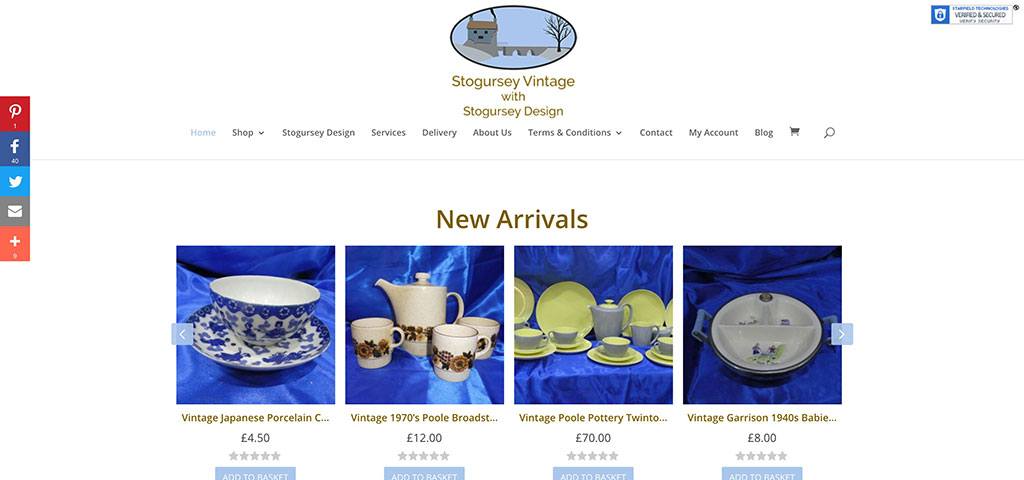 STARFIELD TECHNOLOGIES
VERIFIED & SECURED
VERIFY SECURITY
Stogursey Vintage
with
Stogursey Design
Home Shop Stogursey Design Services Delivery About Us Terms & Conditions Contact My Account Blog
1
40
9
New Arrivals
Vintage Japanese Porcelain C... Vintage 1970's Poole Broadst... Vintage Poole Pottery Twinto... Vintage Garrison 1940s Babie...
£4.50 £12.00 £70.00 £8.00
ADD TO BASKET ADD TO BASKET ADD TO BASKET ADD TO BASKET